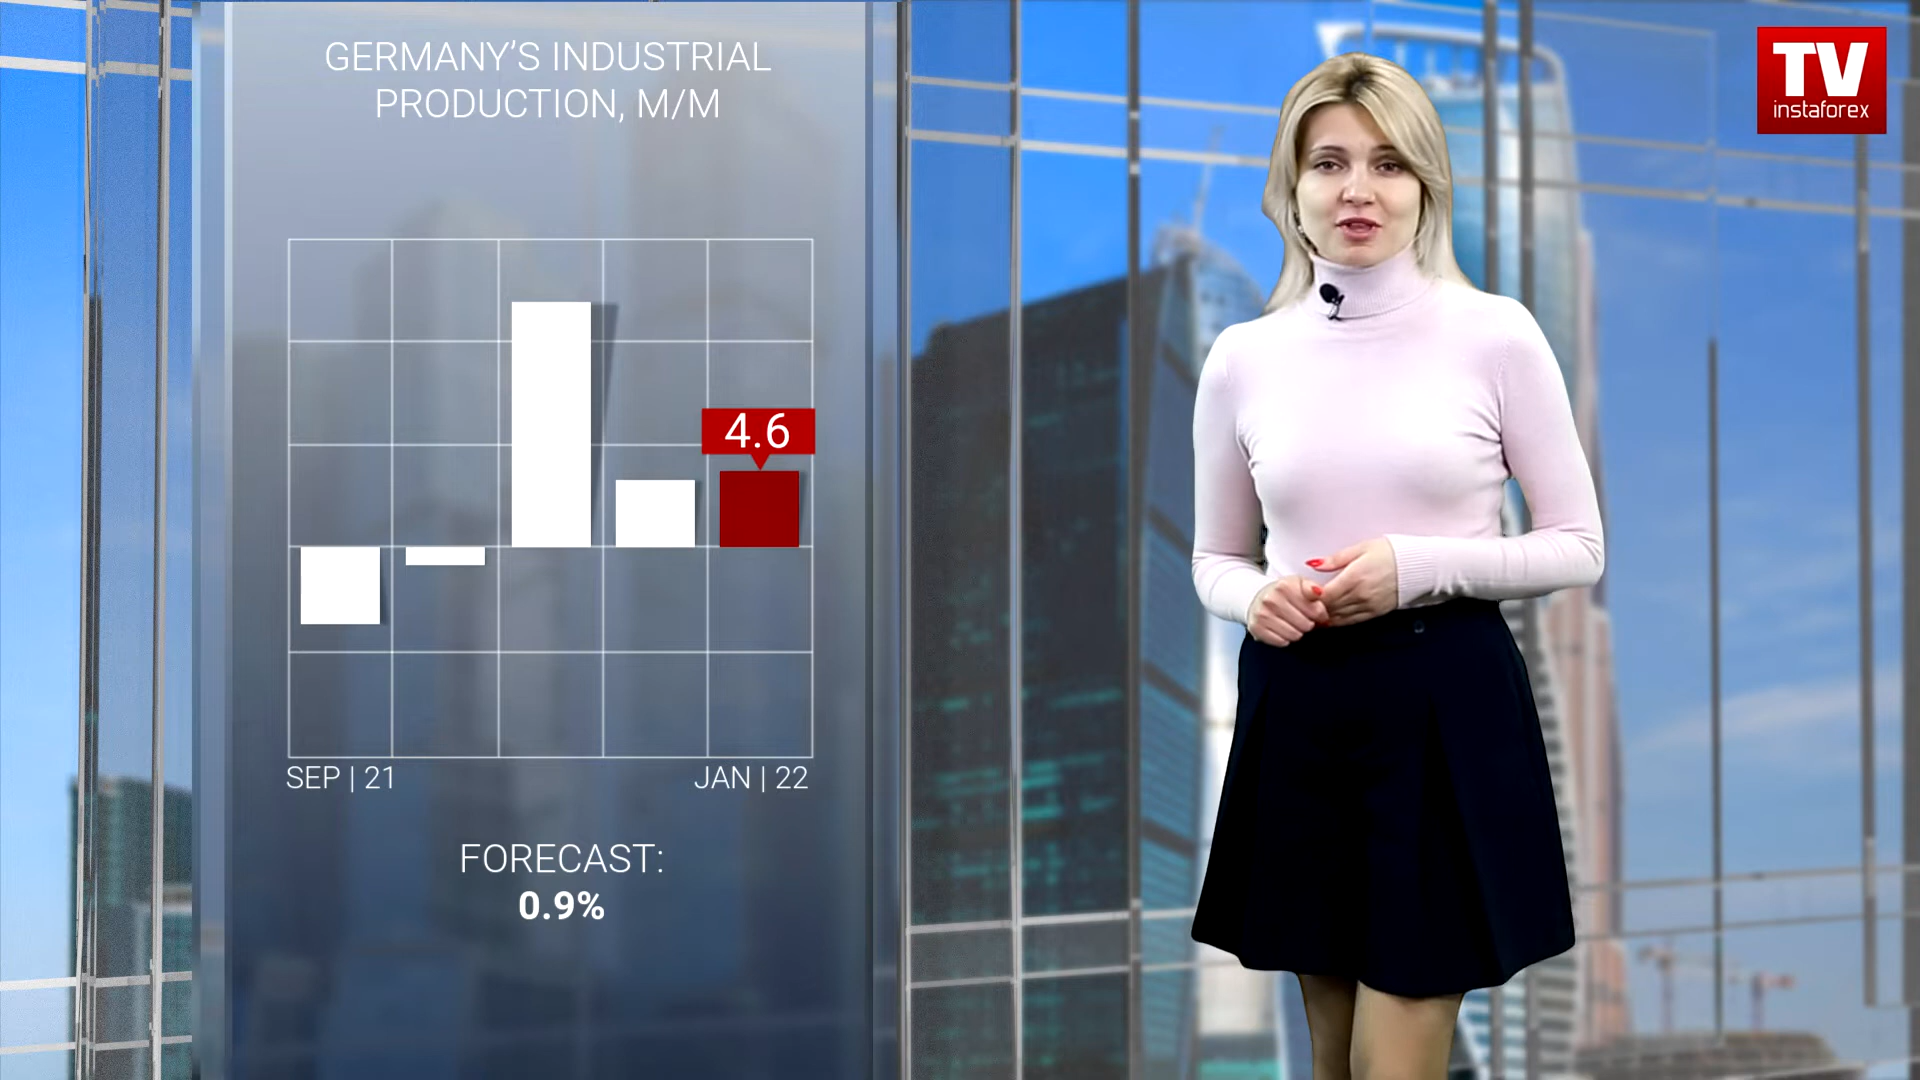 GERMANY'S INDUSTRIAL
PRODUCTION, M/M
TV
instaforex
4.6
SEP | 21
JAN | 22
FORECAST:
0.9%